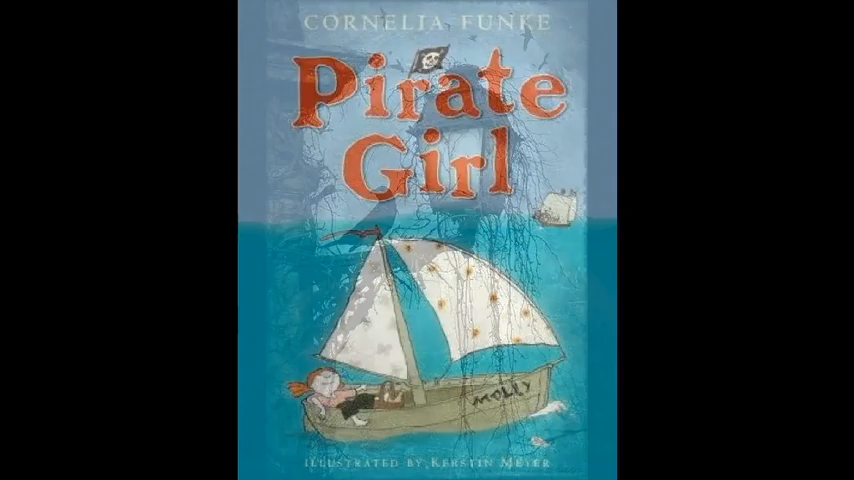 CORNELIA FUNKE
Pirate
Girl
MOLLY
ILLUSTRATED BY KERSTIN MEYER